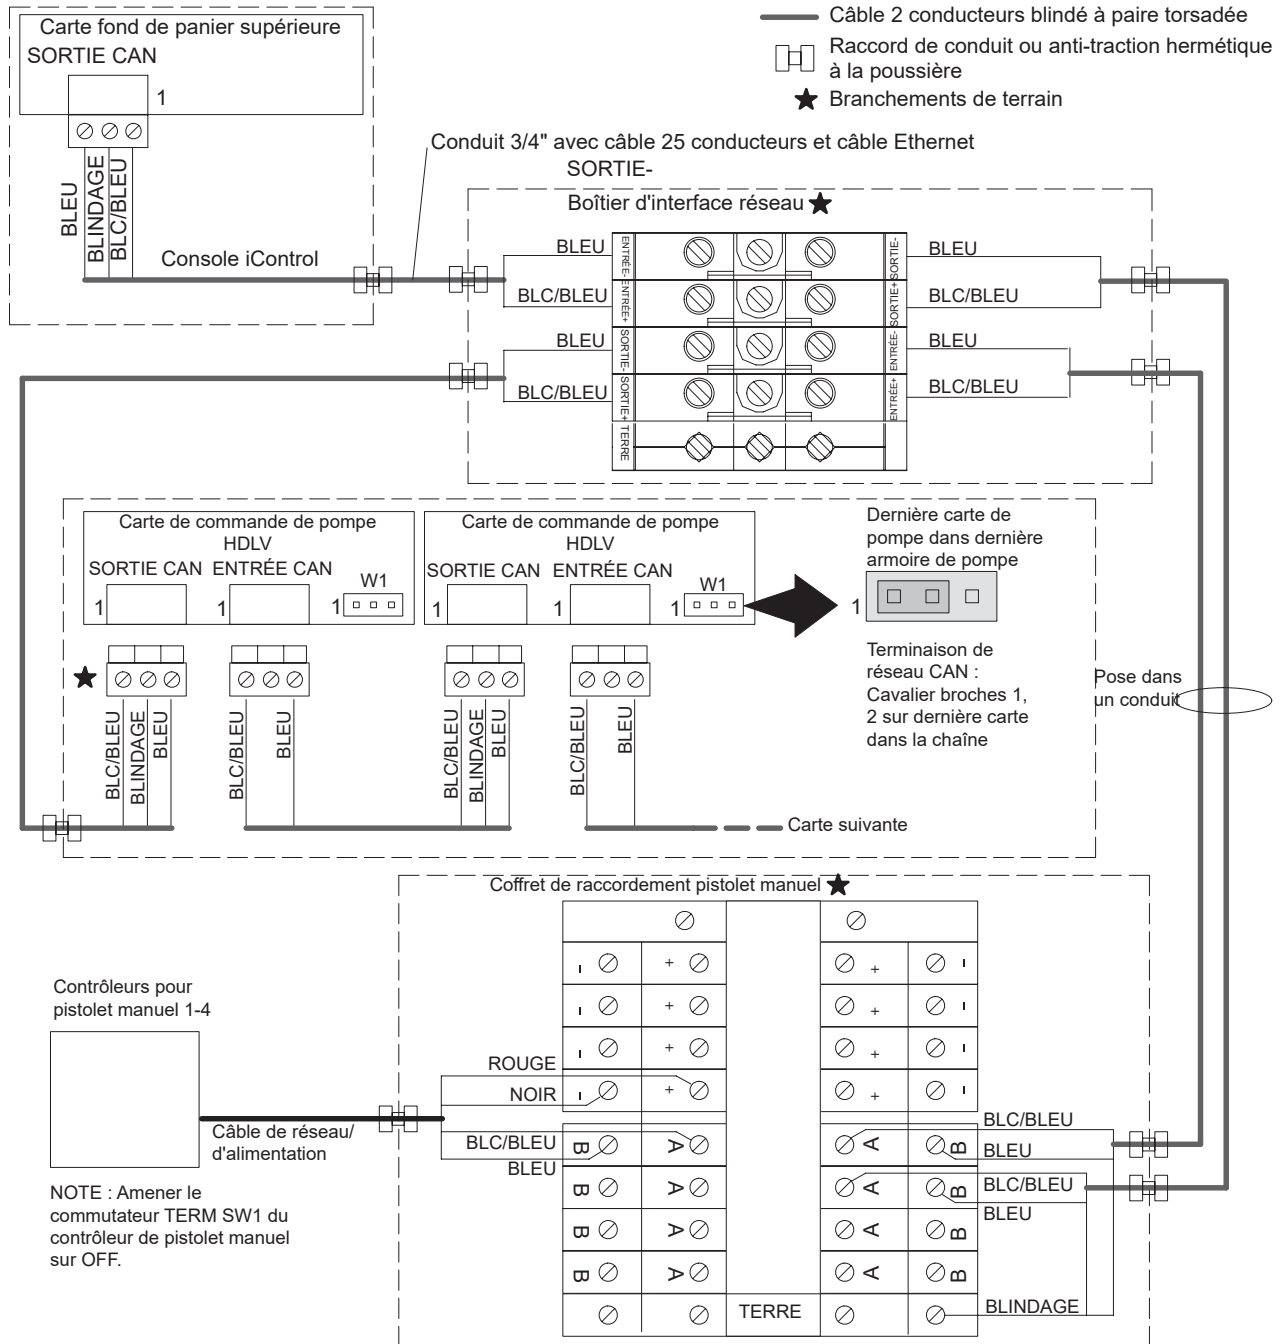 Carte fond de panier supérieure
SORTIE CAN
1
BLEU
BLINDAGE
BLC/BLEU
Console iControl
Câble 2 conducteurs blindé à paire torsadée
Raccord de conduit ou anti-traction hermétique
à la poussière
Branchements de terrain
Conduit 3/4" avec câble 25 conducteurs et câble Ethernet
SORTIE-
Boîtier d'interface réseau
BLEU
ENTRÉE-
SORTIE-
BLEU
BLC/BLEU
ENTRÉE+
SORTIE+
BLC/BLEU
BLEU
SORTIE-
ENTRÉE-
BLEU
BLC/BLEU
SORTIE+
ENTRÉE+
BLC/BLEU
TERRE
Carte de commande de pompe
HDLV
SORTIE CAN
ENTRÉE CAN
W1
1
1
1
Carte de commande de pompe
HDLV
SORTIE CAN
ENTRÉE CAN
W1
1
1
1
Dernière carte de
pompe dans dernière
armoire de pompe
1
Terminaison de
réseau CAN :
Cavalier broches 1,
2 sur dernière carte
dans la chaîne
Pose dans
un conduit
BLC/BLEU
BLINDAGE
BLEU
BLC/BLEU
BLEU
BLC/BLEU
BLINDAGE
BLEU
BLC/BLEU
BLEU
Carte suivante
Coffret de raccordement pistolet manuel
- + + -
- + + -
- + + -
- + + -
Contrôleurs pour
pistolet manuel 1-4
ROUGE
NOIR
Câble de réseau/
d'alimentation
BLC/BLEU
BLEU
NOTE : Amener le
commutateur TERM SW1 du
contrôleur de pistolet manuel
sur OFF.
B A A B
B A A B
B A A B
B A A B
TERRE
BLC/BLEU
BLEU
BLC/BLEU
BLEU
BLINDAGE